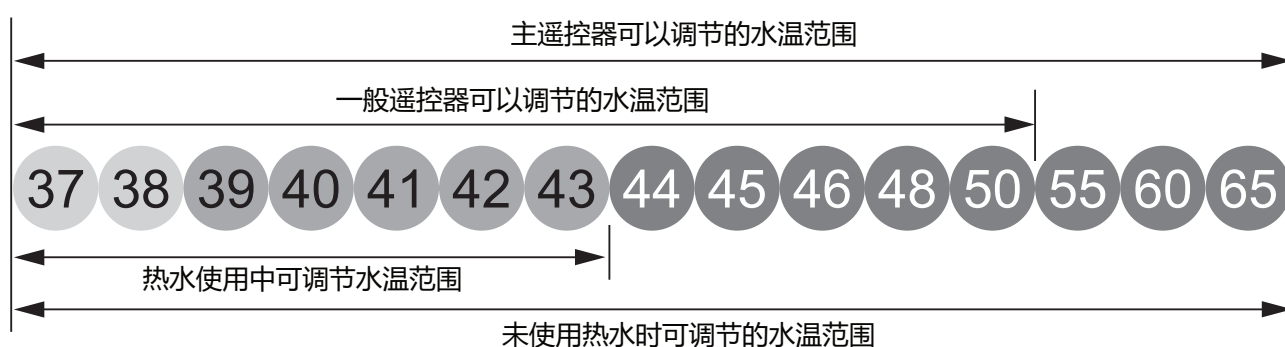 主遥控器可以调节的水温范围
一般遥控器可以调节的水温范围
37 38 39 40 41 42 43 44 45 46 48 50 55 60 65
热水使用中可调节水温范围
未使用热水时可调节的水温范围